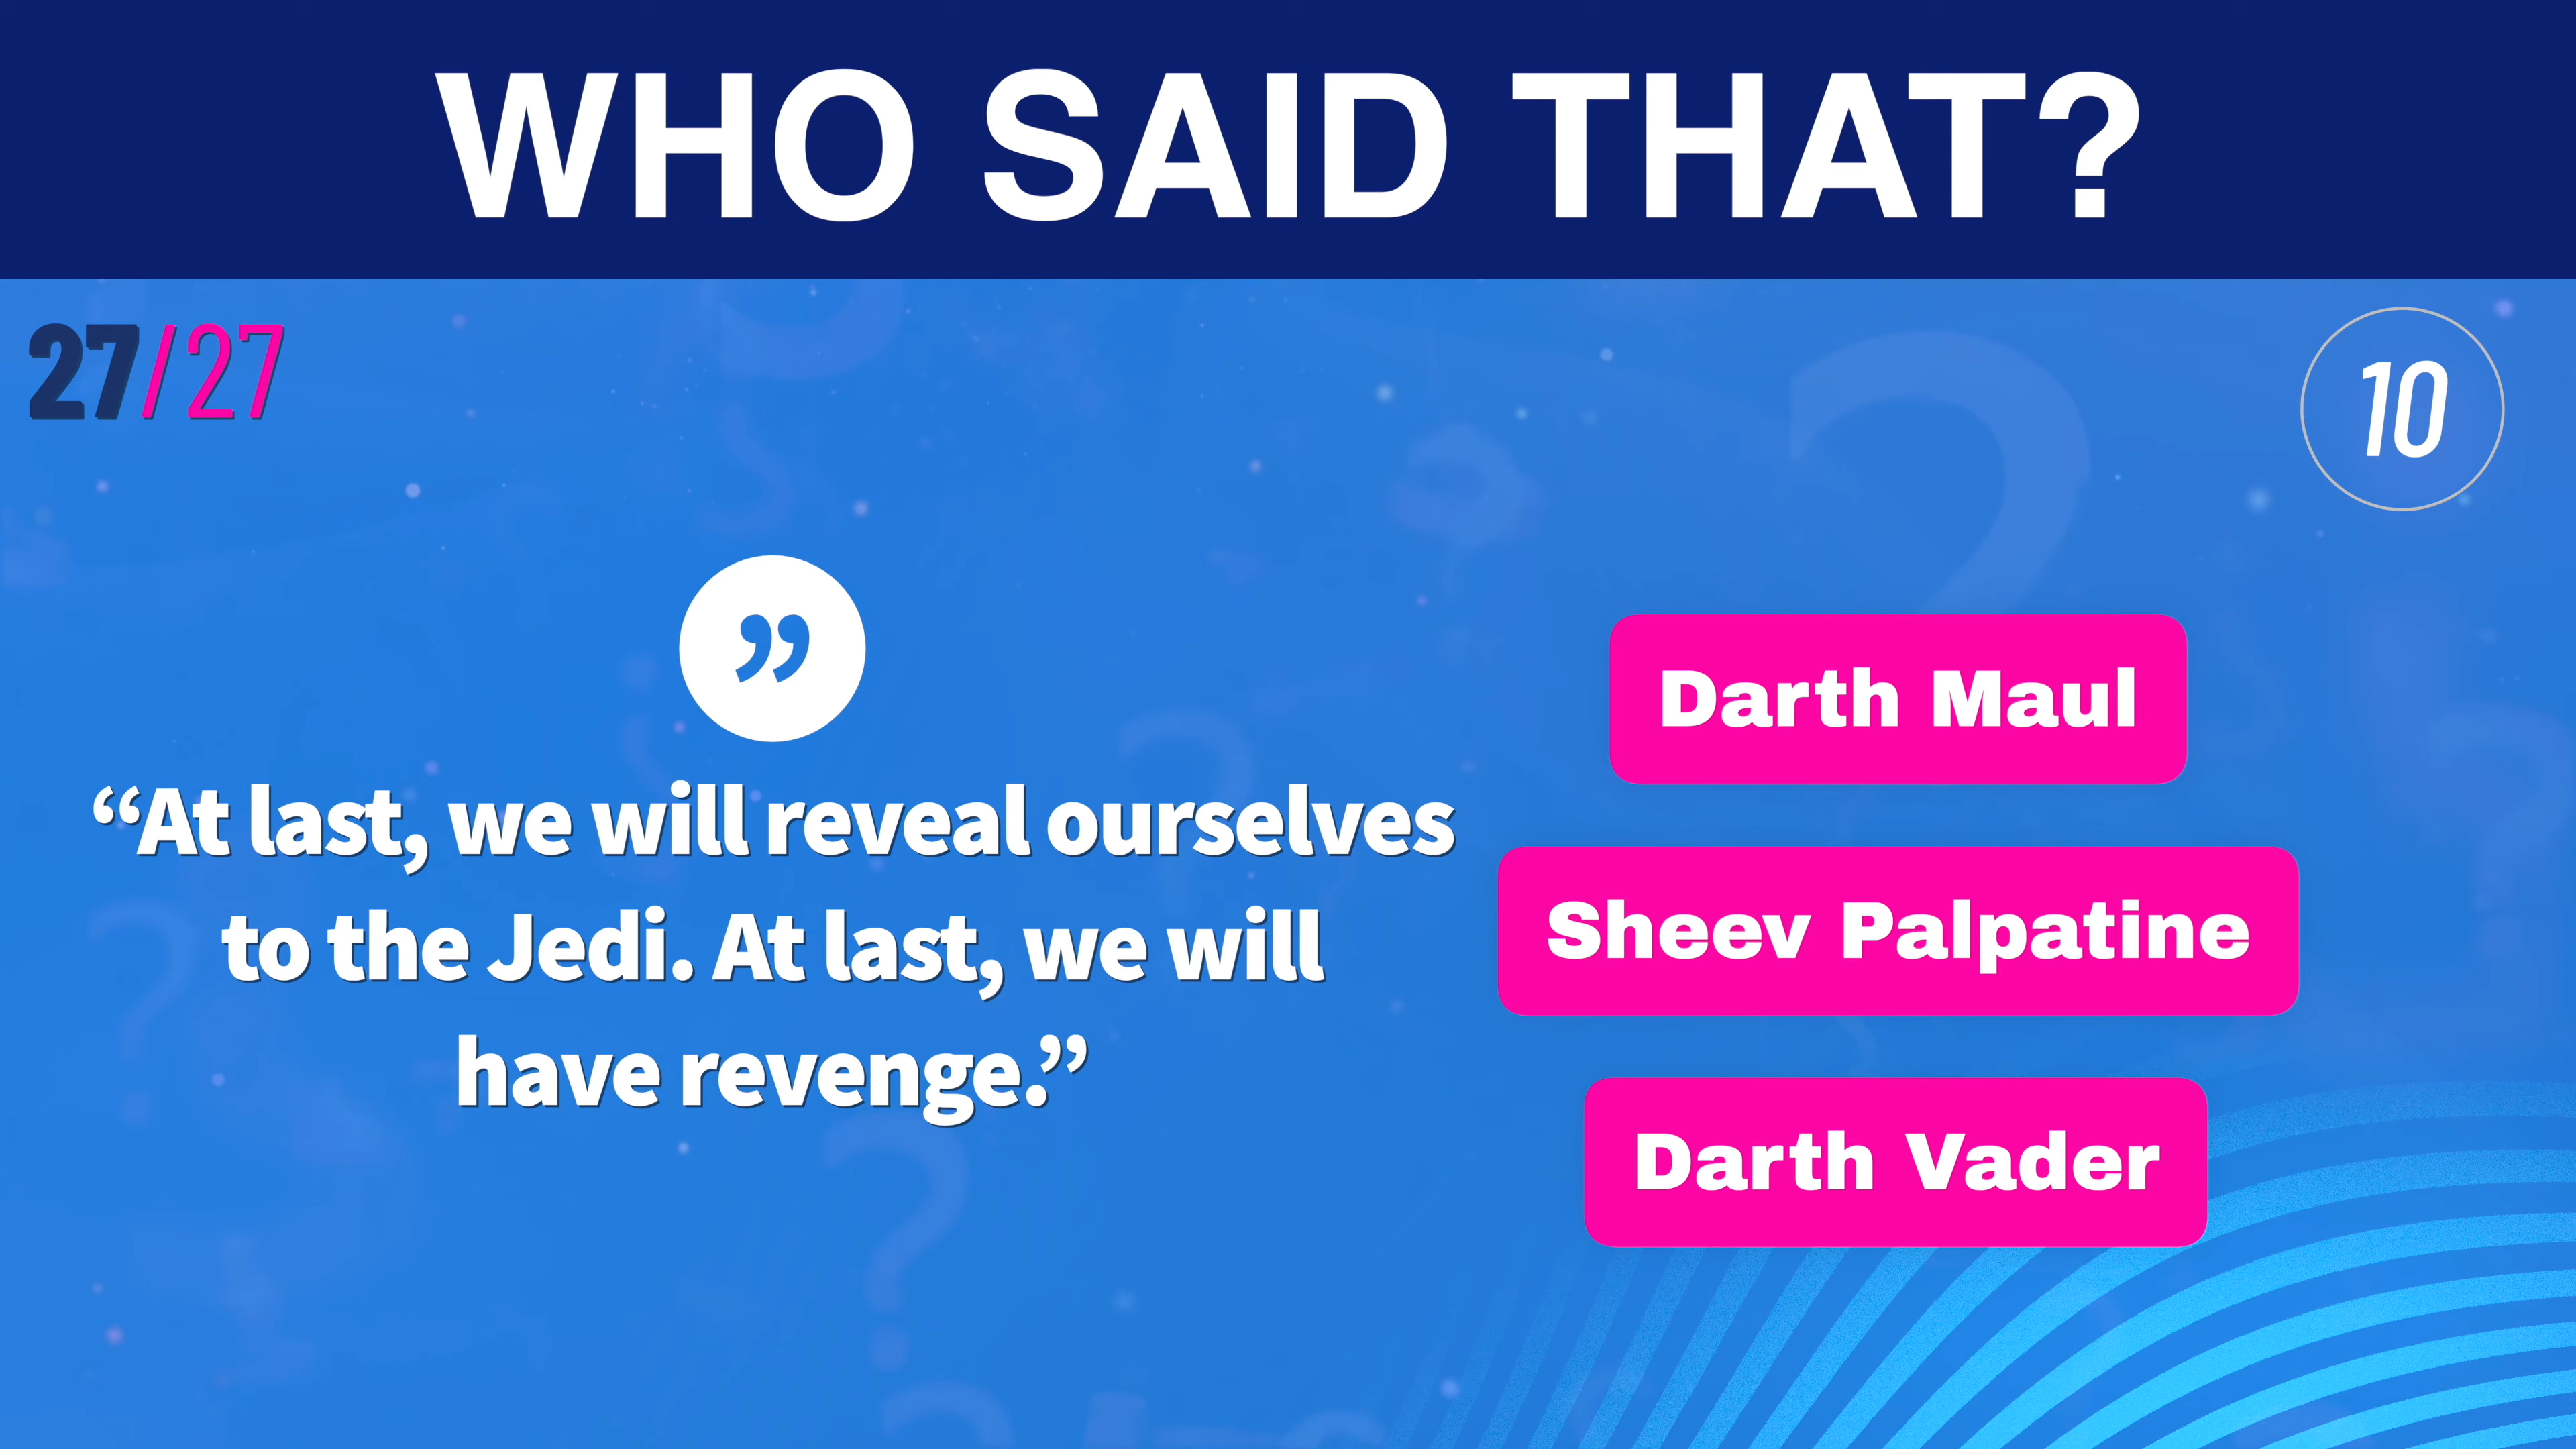 WHO SAID THAT?
27/27
10
”
“At last, we will reveal ourselves
to the Jedi. At last, we will
have revenge.”
Darth Maul
Sheev Palpatine
Darth Vader